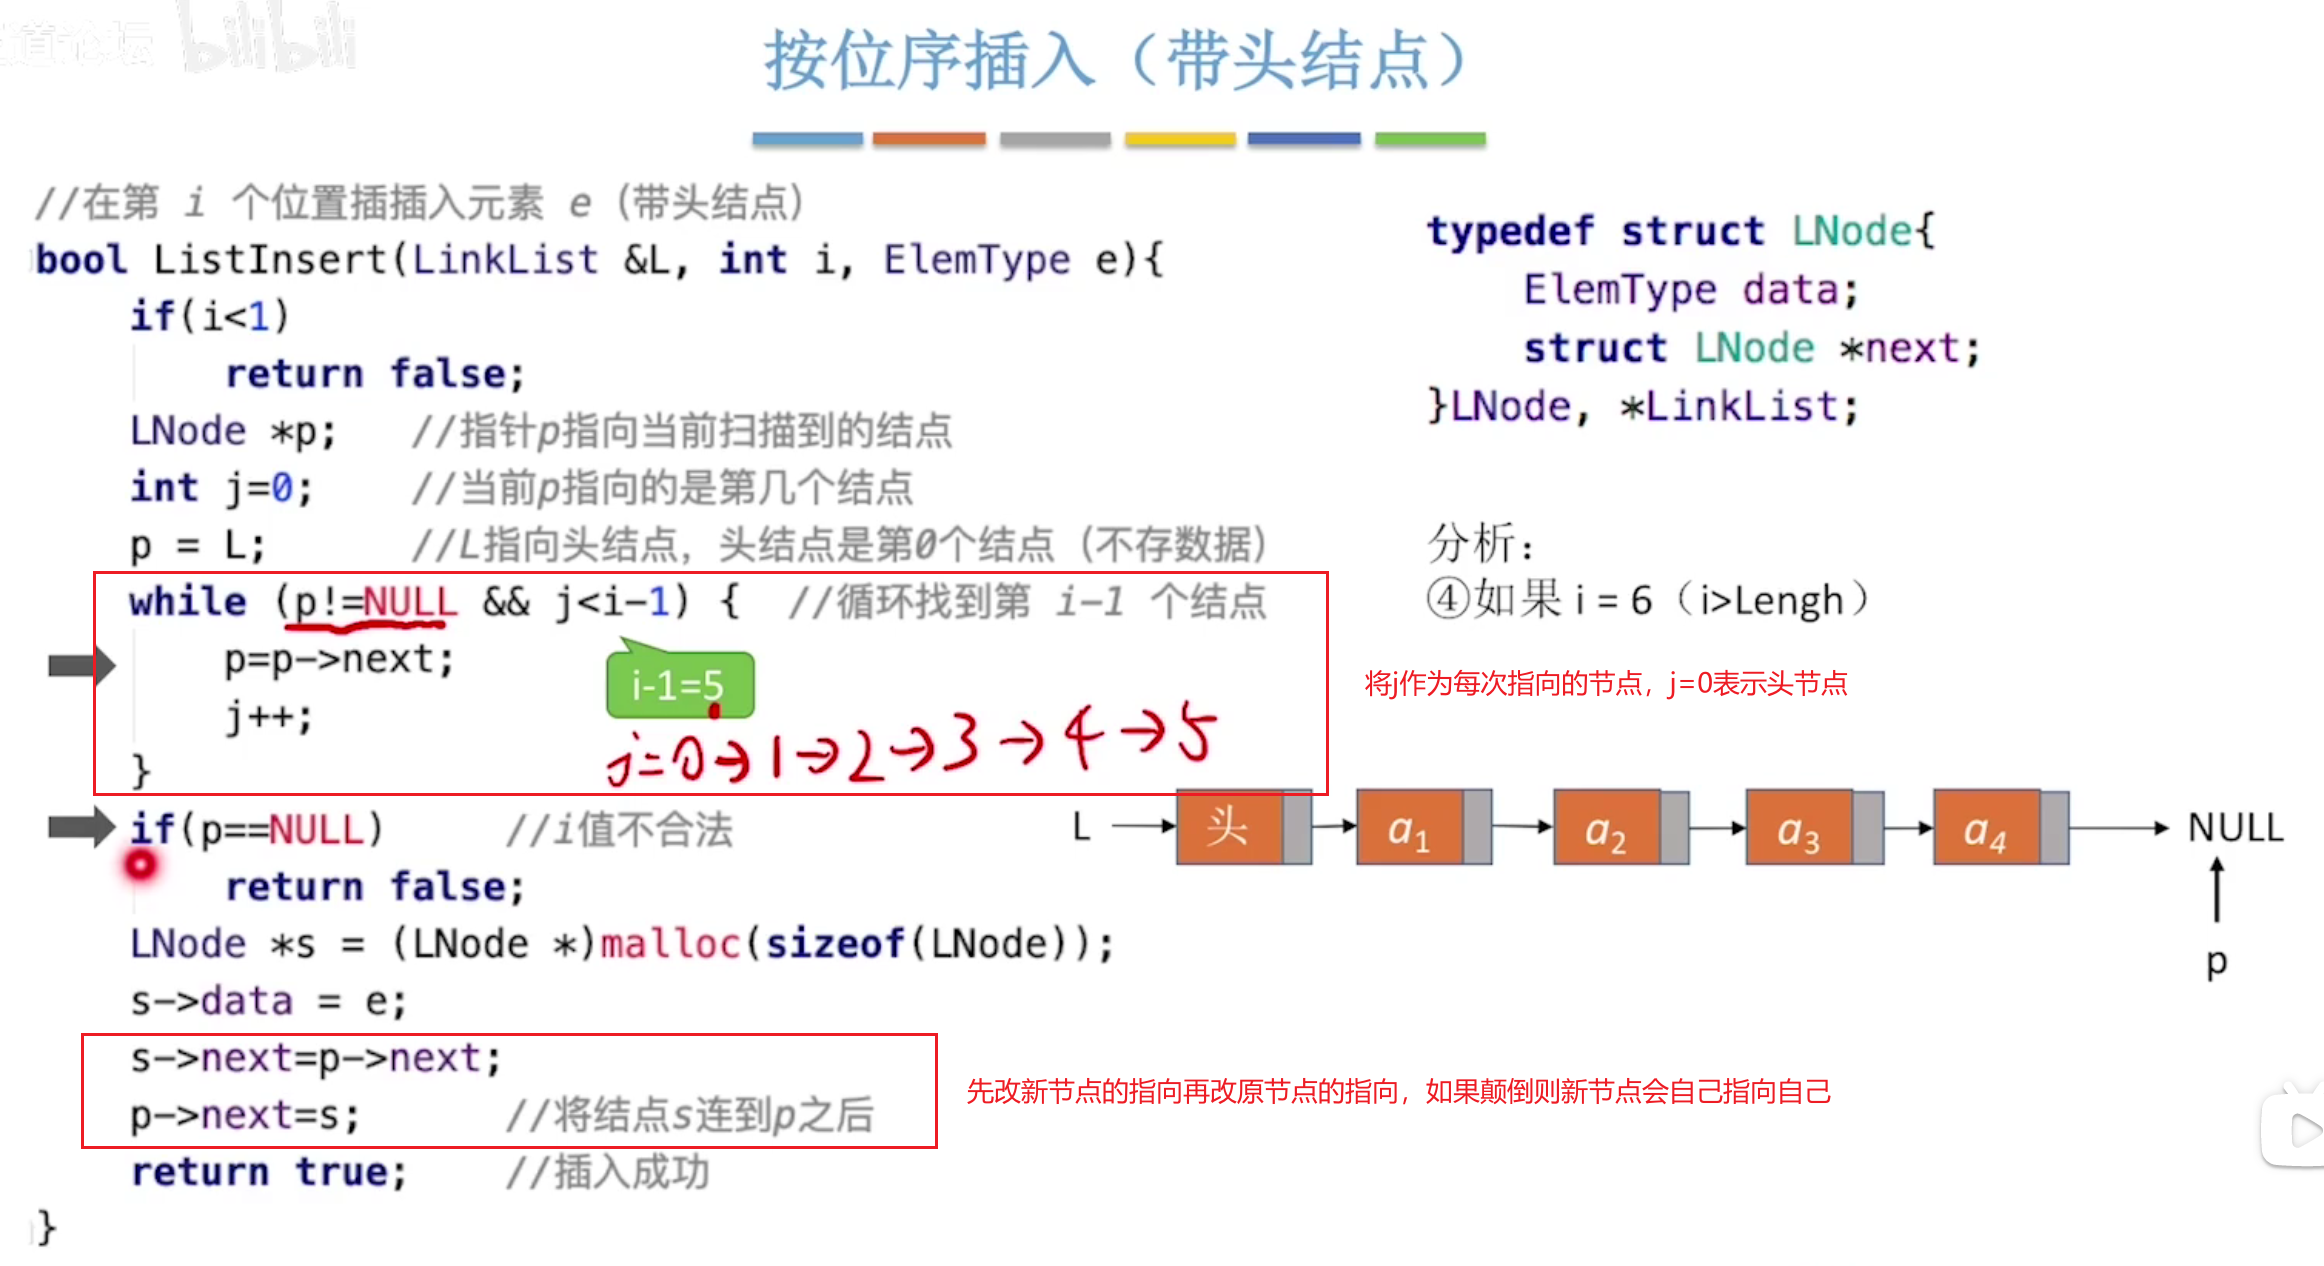 道论坛 bilibili
按位序插入（带头结点）
//在第 i 个位置插插入元素 e（带头结点）
bool ListInsert(LinkList &L, int i, ElemType e){
if(i<1)
return false;
LNode *p; //指针p指向当前扫描到的结点
int j=0; //当前p指向的是第几个结点
p = L; //L指向头结点，头结点是第0个结点（不存数据）
while (p!=NULL && j<i-1) { //循环找到第 i-1 个结点
p=p->next;
j++;
}
i-1=5
j=0→1→2→3→4→5
if(p==NULL) //i值不合法
return false;
LNode *s = (LNode *)malloc(sizeof(LNode));
s->data = e;
s->next=p->next;
p->next=s; //将结点s连到p之后
return true; //插入成功
}
typedef struct LNode{
ElemType data;
struct LNode *next;
}LNode, *LinkList;
分析：
④如果 i = 6（i>Lengh）
将j作为每次指向的节点，j=0表示头节点
L 头 a1 a2 a3 a4 NULL
p
先改新节点的指向再改原节点的指向，如果颠倒则新节点会自己指向自己